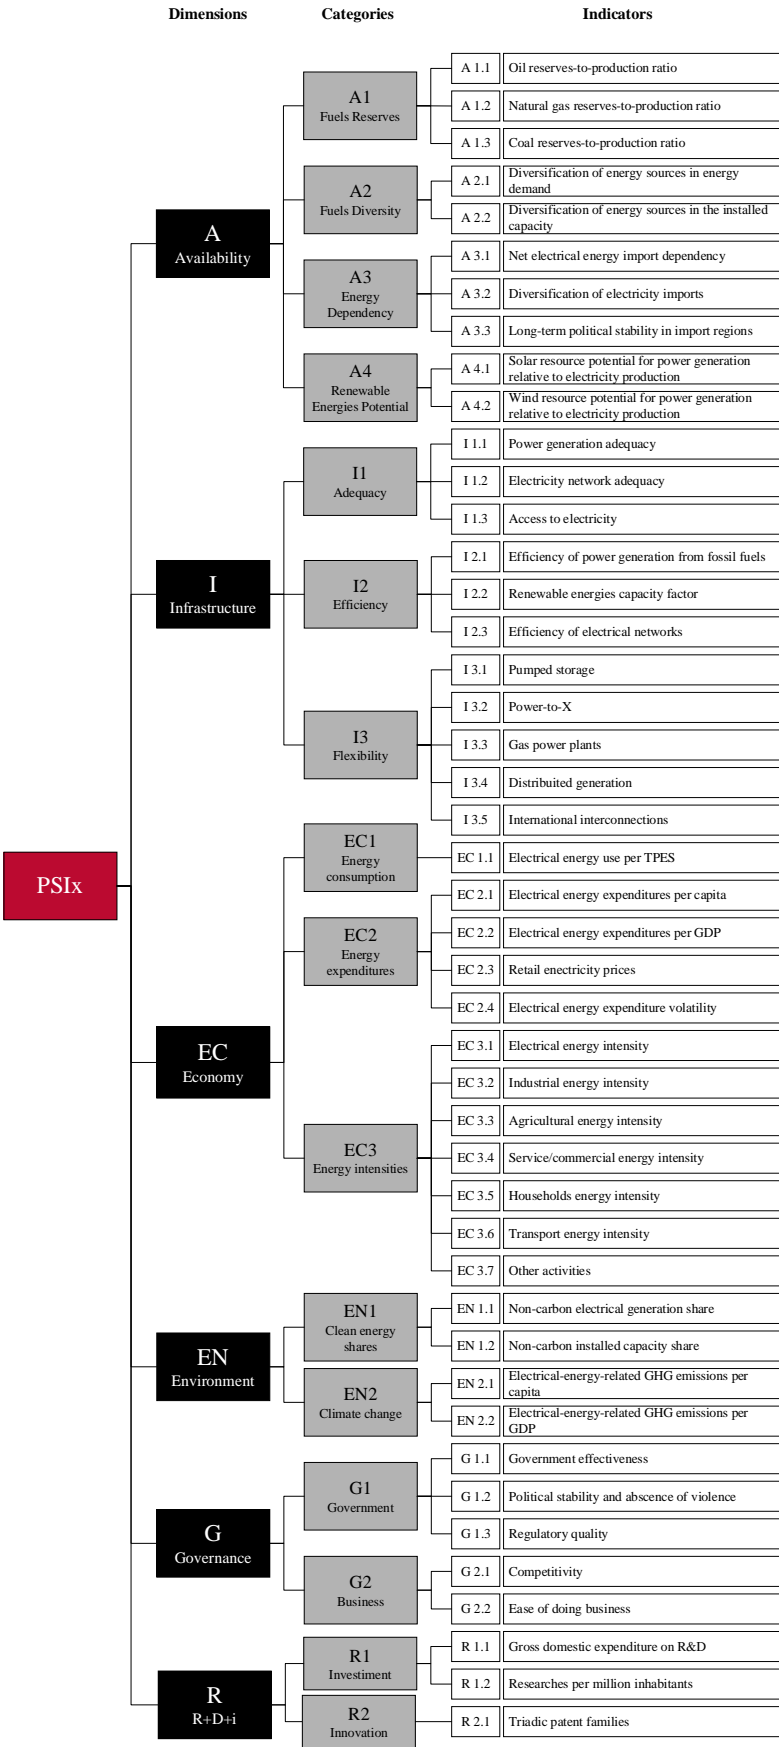 Dimensions
Categories
Indicators
PSIx
A
Availability
A1
Fuels Reserves
A 1.1
Oil reserves-to-production ratio
A 1.2
Natural gas reserves-to-production ratio
A 1.3
Coal reserves-to-production ratio
A2
Fuels Diversity
A 2.1
Diversification of energy sources in energy
demand
A 2.2
Diversification of energy sources in the installed
capacity
A3
Energy
Dependency
A 3.1
Net electrical energy import dependency
A 3.2
Diversification of electricity imports
A 3.3
Long-term political stability in import regions
A4
Renewable
Energies Potential
A 4.1
Solar resource potential for power generation
relative to electricity production
A 4.2
Wind resource potential for power generation
relative to electricity production
I
Infrastructure
I1
Adequacy
I 1.1
Power generation adequacy
I 1.2
Electricity network adequacy
I 1.3
Access to electricity
I2
Efficiency
I 2.1
Efficiency of power generation from fossil fuels
I 2.2
Renewable energies capacity factor
I 2.3
Efficiency of electrical networks
I3
Flexibility
I 3.1
Pumped storage
I 3.2
Power-to-X
I 3.3
Gas power plants
I 3.4
Distribuited generation
I 3.5
International interconnections
EC
Economy
EC1
Energy
consumption
EC 1.1
Electrical energy use per TPES
EC2
Energy
expenditures
EC 2.1
Electrical energy expenditures per capita
EC 2.2
Electrical energy expenditures per GDP
EC 2.3
Retail enectricity prices
EC 2.4
Electrical energy expenditure volatility
EC3
Energy intensities
EC 3.1
Electrical energy intensity
EC 3.2
Industrial energy intensity
EC 3.3
Agricultural energy intensity
EC 3.4
Service/commercial energy intensity
EC 3.5
Households energy intensity
EC 3.6
Transport energy intensity
EC 3.7
Other activities
EN
Environment
EN1
Clean energy
shares
EN 1.1
Non-carbon electrical generation share
EN 1.2
Non-carbon installed capacity share
EN2
Climate change
EN 2.1
Electrical-energy-related GHG emissions per
capita
EN 2.2
Electrical-energy-related GHG emissions per
GDP
G
Governance
G1
Government
G 1.1
Government effectiveness
G 1.2
Political stability and abscence of violence
G 1.3
Regulatory quality
G2
Business
G 2.1
Competitivity
G 2.2
Ease of doing business
R
R+D+i
R1
Investiment
R 1.1
Gross domestic expenditure on R&D
R 1.2
Researches per million inhabitants
R2
Innovation
R 2.1
Triadic patent families